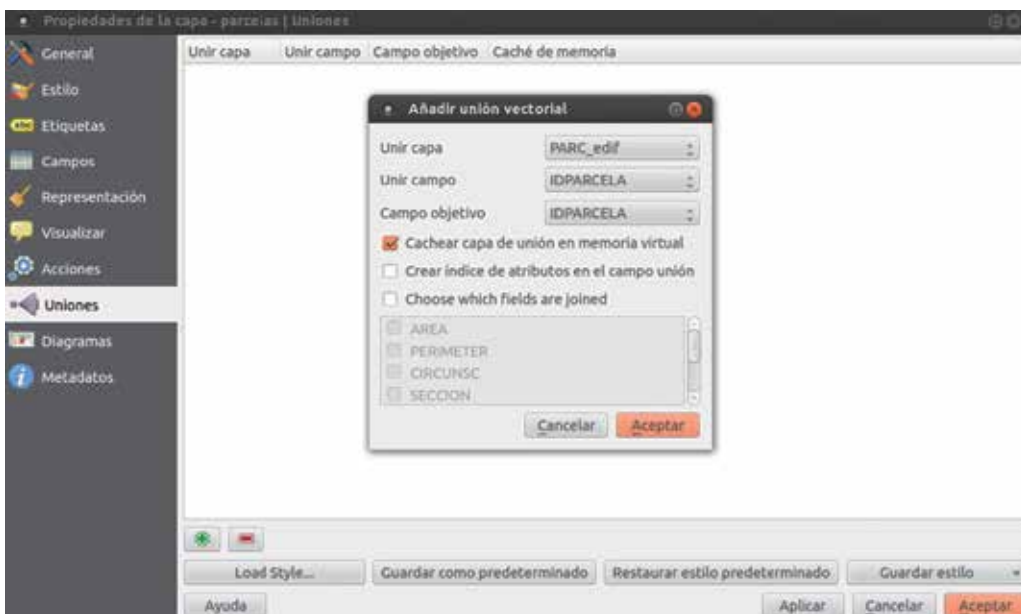 Propiedades de la capa - parcelas | Uniones
General
Estilo
Etiquetas
Campos
Representación
Visualizar
Acciones
Uniones
Diagramas
Metadatos
Unir capa Unir campo Campo objetivo Caché de memoria
Añadir unión vectorial
Unir capa PARC_edif
Unir campo IDPARCELA
Campo objetivo IDPARCELA
Cachear capa de unión en memoria virtual
Crear índice de atributos en el campo unión
Choose which fields are joined
AREA
PERIMETER
CIRCUNSC
SECCION
Cancelar Aceptar
Load Style... Guardar como predeterminado Restaurar estilo predeterminado Guardar estilo
Ayuda Aplicar Cancelar Aceptar